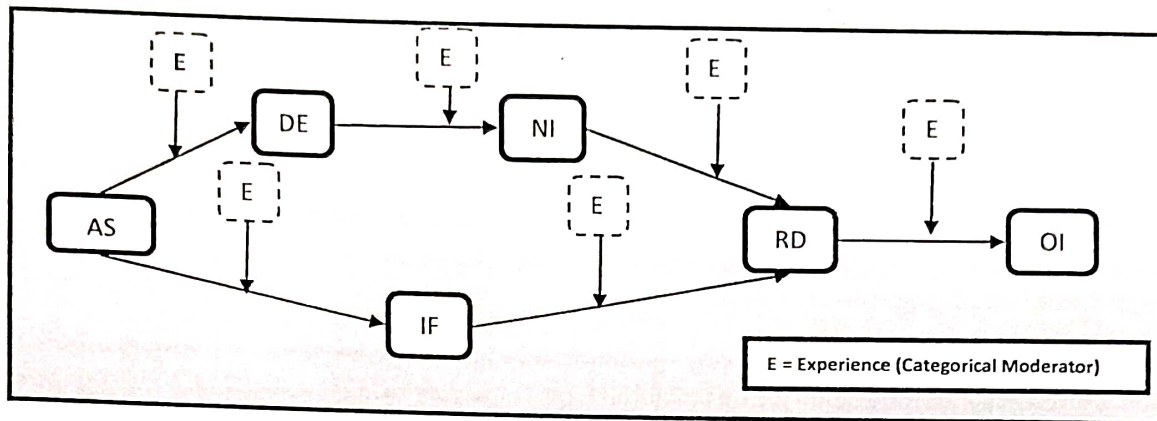 E
E
E
DE
NI
E
E
E
AS
RD
OI
IF
E = Experience (Categorical Moderator)